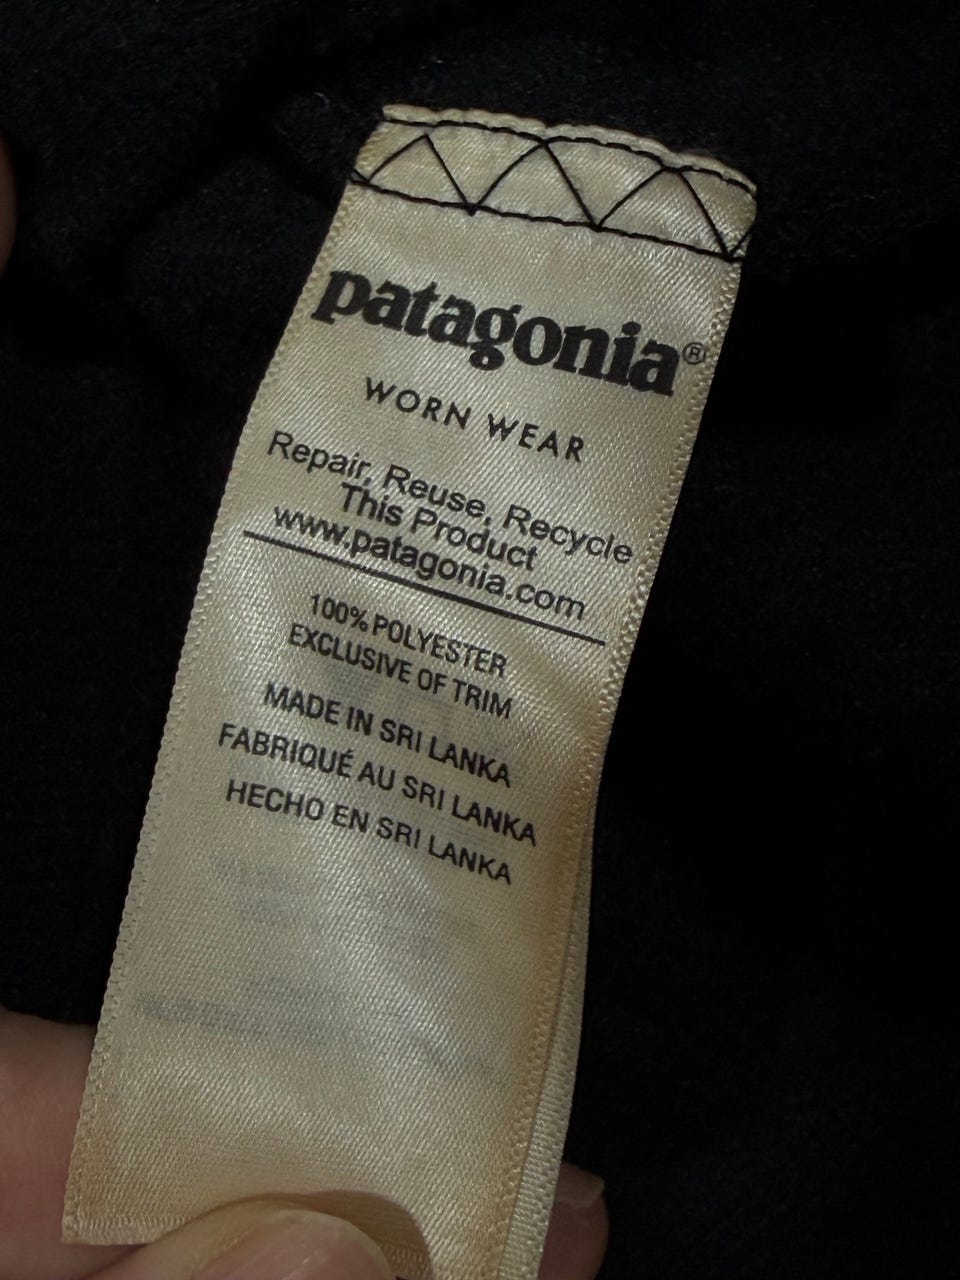 patagonia®
WORN WEAR
Repair, Reuse, Recycle
This Product
www.patagonia.com
100% POLYESTER
EXCLUSIVE OF TRIM
MADE IN SRI LANKA
FABRIQUÉ AU SRI LANKA
HECHO EN SRI LANKA